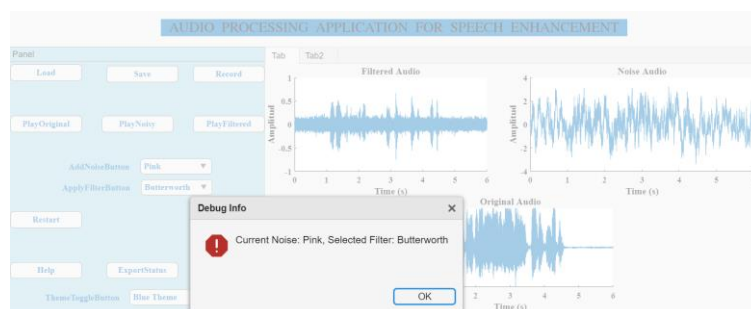 AUDIO PROCESSING APPLICATION FOR SPEECH ENHANCEMENT
Panel
Load Save Record
PlayOriginal PlayNoisy PlayFiltered
AddNoiseButton Pink
ApplyFilterButton Butterworth
Restart
Help ExportStatus
ThemeToggleButton Blue Theme
Tab Tab2
Filtered Audio
Amplitud
1
0.5
0
-0.5
-1
0 1 2 3 4 5 6
Time (s)
Noise Audio
Amplitud
4
2
0
-2
-4
0 1 2 3 4 5
Time (s)
Original Audio
2 3 4 5 6
Time (s)
Debug Info
Current Noise: Pink, Selected Filter: Butterworth
OK